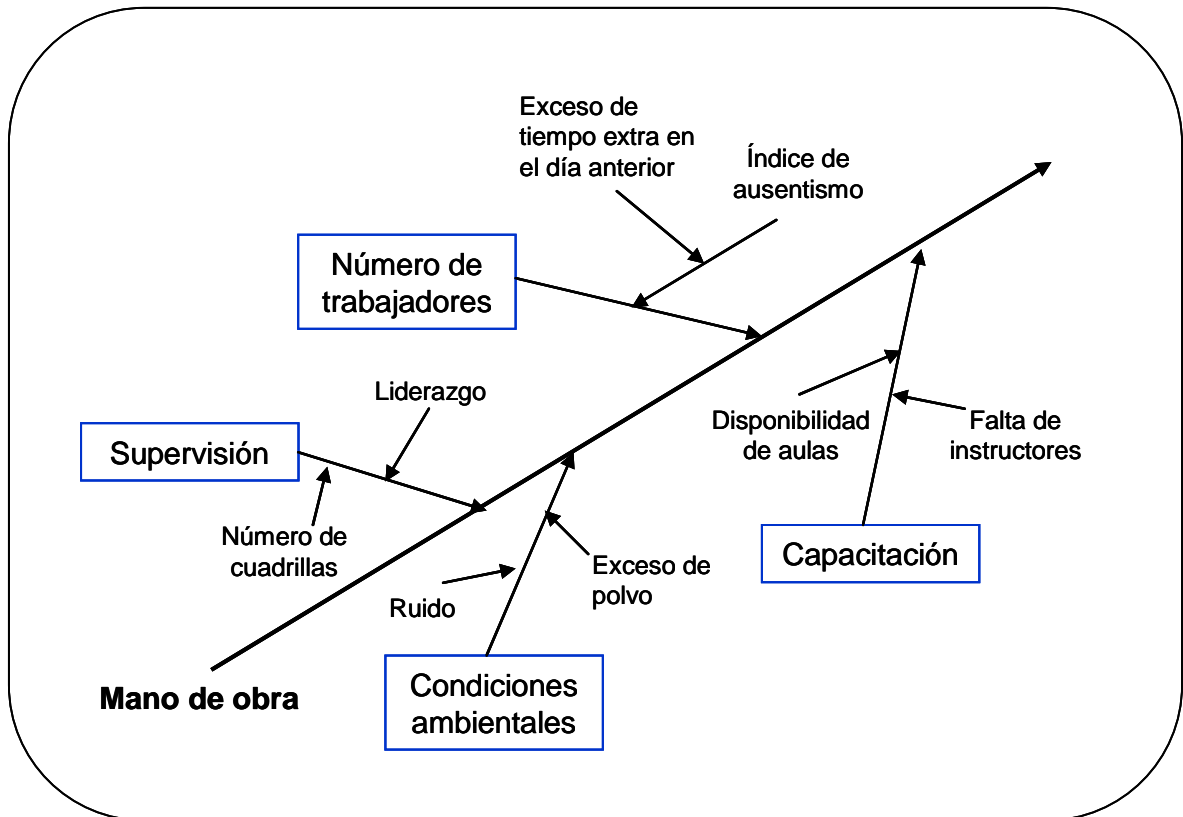 Exceso de
tiempo extra en
el día anterior
Índice de
ausentismo
Número de
trabajadores
Liderazgo
Supervisión
Número de
cuadrillas
Disponibilidad
de aulas
Falta de
instructores
Capacitación
Exceso de
polvo
Ruido
Condiciones
ambientales
Mano de obra